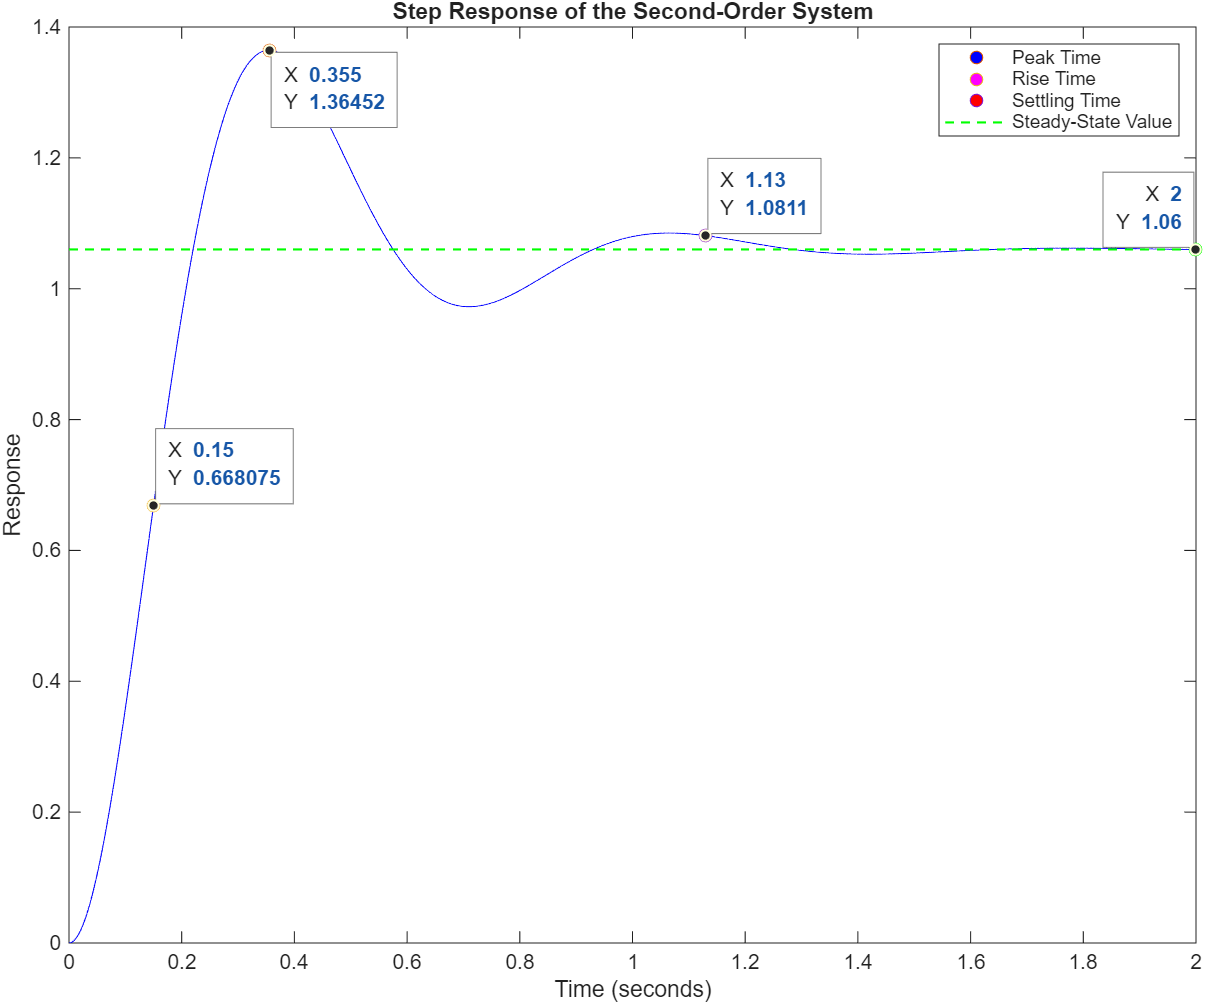 Step Response of the Second-Order System
1.4
1.2
1
0.8
0.6
0.4
0.2
0
Response
X 0.355
Y 1.36452
Peak Time
Rise Time
Settling Time
Steady-State Value
X 1.13
Y 1.0811
X 2
Y 1.06
X 0.15
Y 0.668075
0 0.2 0.4 0.6 0.8 1 1.2 1.4 1.6 1.8 2
Time (seconds)